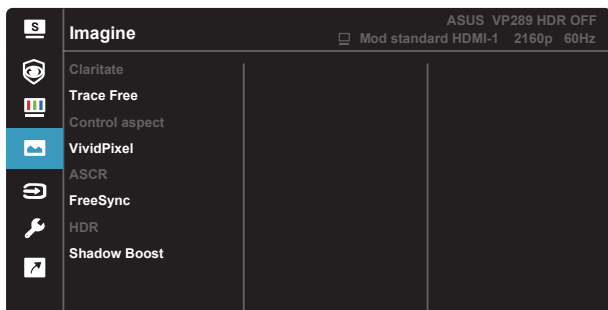 S
ASUS VP289 HDR OFF
Imagine
Mod standard HDMI-1 2160p 60Hz
Claritate
Trace Free
Control aspect
VividPixel
ASCR
FreeSync
HDR
Shadow Boost